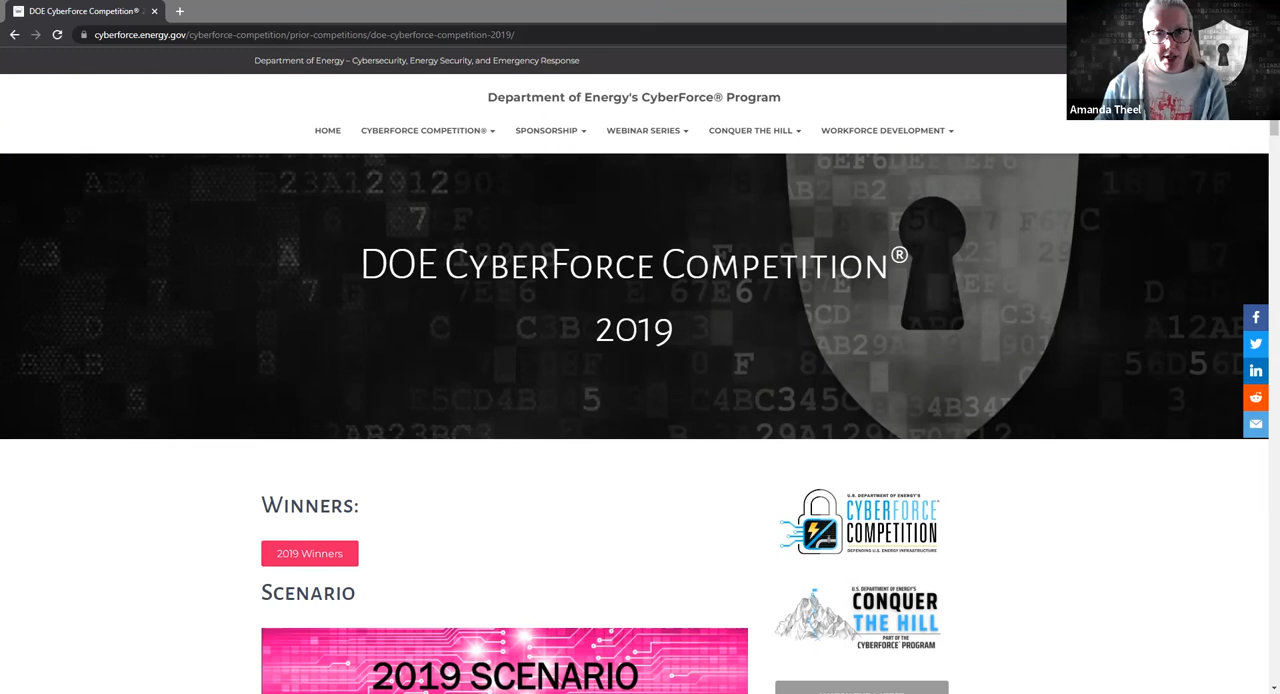 DOE CyberForce Competition®
cyberforce.energy.gov/cyberforce-competition/prior-competitions/doe-cyberforce-competition-2019/
Department of Energy – Cybersecurity, Energy Security, and Emergency Response
Amanda Theel
Department of Energy's CyberForce® Program
HOME
CYBERFORCE COMPETITION®
SPONSORSHIP
WEBINAR SERIES
CONQUER THE HILL
WORKFORCE DEVELOPMENT
DOE CyberForce Competition®
2019
Winners:
2019 Winners
Scenario
2019 SCENARIO
U.S. DEPARTMENT OF ENERGY'S
CYBERFORCE
COMPETITION
DEFENDING U.S. ENERGY INFRASTRUCTURE
U.S. DEPARTMENT OF ENERGY'S
CONQUER
THE HILL
PART OF THE
CYBERFORCE PROGRAM